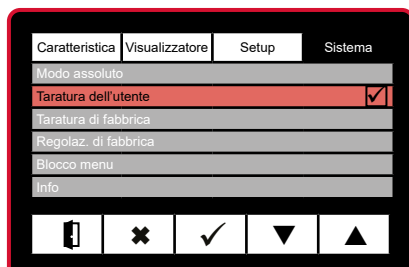 Caratteristica Visualizzatore Setup Sistema
Modo assoluto
Taratura dell'utente
Taratura di fabbrica
Regolaz. di fabbrica
Blocco menu
Info